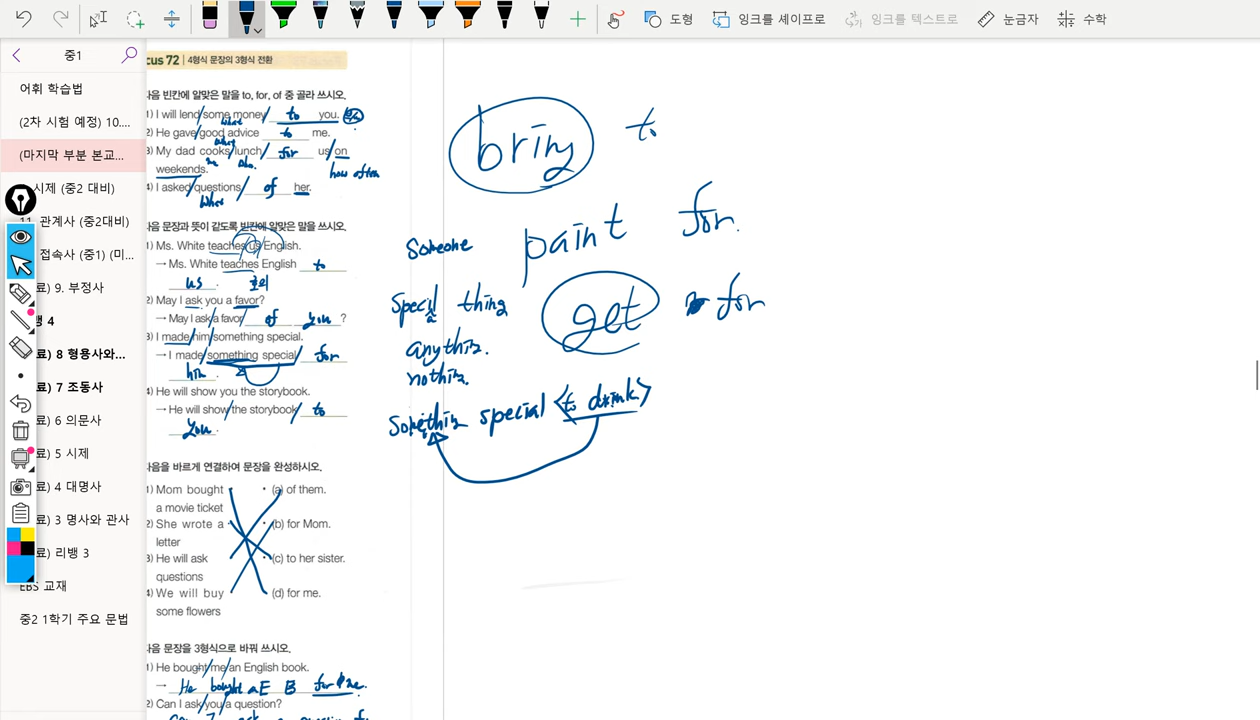 도형
잉크를 셰이프로
잉크를 텍스트로
눈금자
수학
중1
어휘 학습법
(2차 시험 예정) 10....
(마지막 부분 본교...
시제 (중2 대비)
11. 관계사 (중2대비)
접속사 (중1) (미...
료) 9. 부정사
뱅 4
료) 8 형용사와...
료) 7 조동사
료) 6 의문사
료) 5 시제
료) 4 대명사
료) 3 명사와 관사
료) 리뱅 3
EBS 교재
중2 1학기 주요 문법
cus 72 | 4형식 문장의 3형식 전환
다음 빈칸에 알맞은 말을 to, for, of 중 골라 쓰시오.
1) I will lend some money to you.
what
2) He gave good advice to me.
what
3) My dad cooks lunch for us on
weekends.
how often
4) I asked questions of her.
what
다음 문장과 뜻이 같도록 빈칸에 알맞은 말을 쓰시오.
1) Ms. White teaches us English.
→ Ms. White teaches English to
us
2) May I ask you a favor?
→ May I ask a favor of you ?
3) I made him something special.
→ I made something special for
him .
4) He will show you the storybook.
→ He will show the storybook to
you .
다음을 바르게 연결하여 문장을 완성하시오.
1) Mom bought • • (a) of them.
a movie ticket
2) She wrote a • • (b) for Mom.
letter
3) He will ask • • (c) to her sister.
questions
4) We will buy • • (d) for me.
some flowers
다음 문장을 3형식으로 바꿔 쓰시오.
1) He bought me an English book.
→ He bought a E B for me.
2) Can I ask you a question?
bring to
paint for.
get for
Someone
Special thing
anythin.
nothin.
Somethin special <to drink>